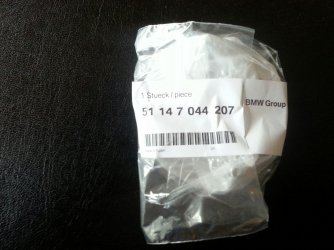 1 Stueck / piece
51 14 7 044 207
BMW Group